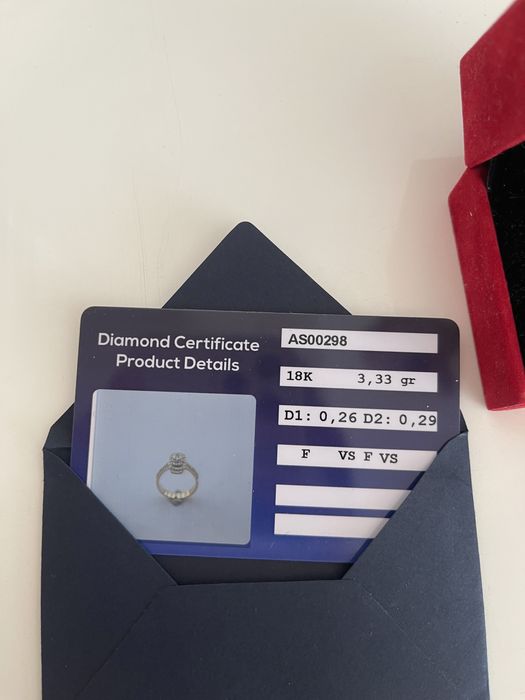 Diamond Certificate
Product Details
AS00298
18K 3,33 gr
D1: 0,26 D2: 0,29
F VS F VS